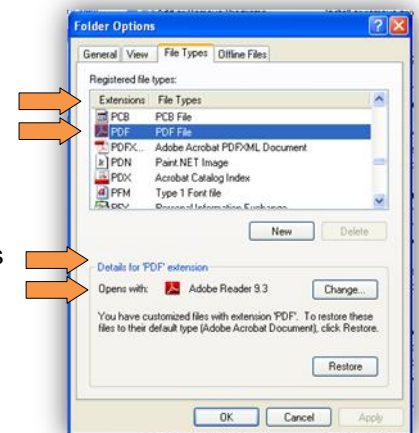 Folder Options
General View File Types Offline Files
Registered file types:
Extensions File Types
PCB PCB File
PDF PDF File
PDFX... Adobe Acrobat PDFXML Document
PDN Paint.NET Image
PDX Acrobat Catalog Index
PFM Type 1 Font file
Personal Information Exchange
New Delete
s
Details for 'PDF' extension
Opens with: Adobe Reader 9.3 Change...
You have customized files with extension 'PDF'. To restore these
files to their default type (Adobe Acrobat Document), click Restore.
Restore
OK Cancel Apply